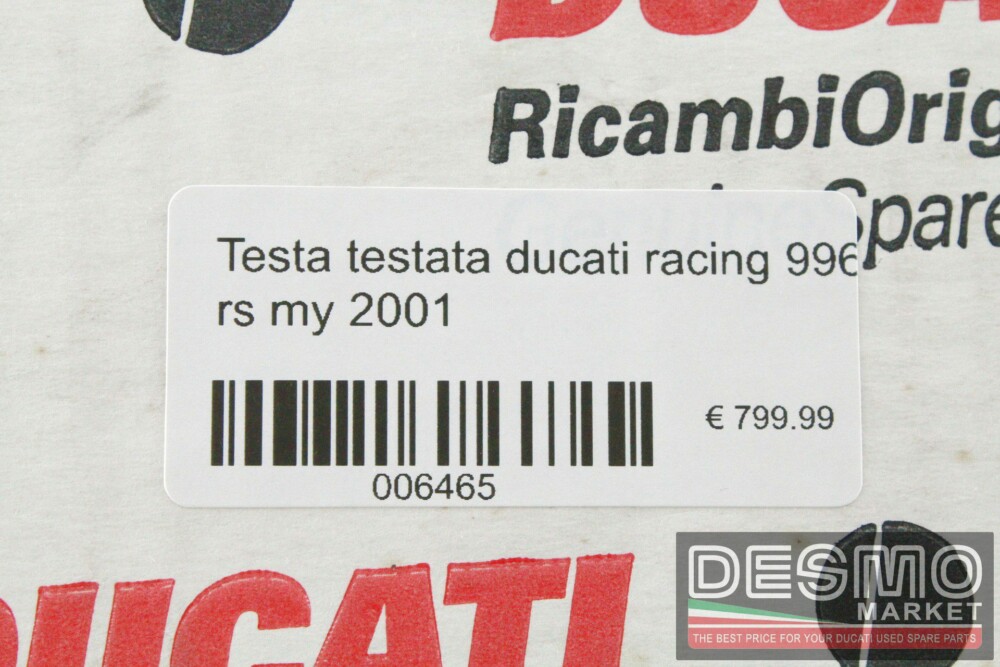 DUCATI
RicambiOrig
Spare
Testa testata ducati racing 996
rs my 2001
€ 799.99
006465
DUCATI
DESMO
MARKET
THE BEST PRICE FOR YOUR DUCATI USED SPARE PARTS